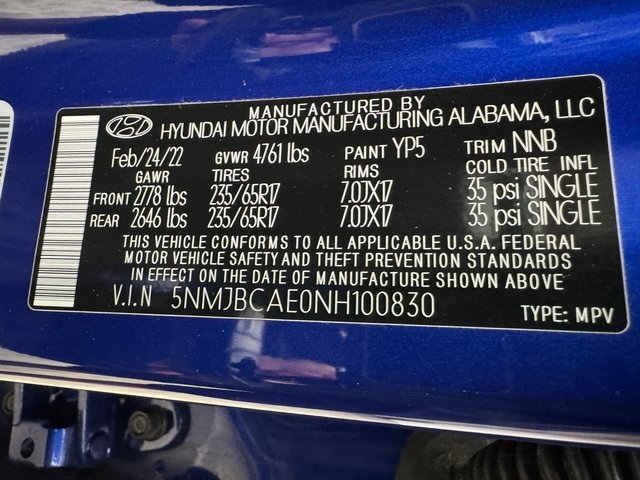 MANUFACTURED BY
HYUNDAI MOTOR MANUFACTURING ALABAMA, LLC
Feb/24/22 GVWR 4761 lbs PAINT YP5 TRIM NNB
GAWR TIRES RIMS COLD TIRE INFL
FRONT 2778 lbs 235/65R17 7.0JX17 35 psi SINGLE
REAR 2646 lbs 235/65R17 7.0JX17 35 psi SINGLE
THIS VEHICLE CONFORMS TO ALL APPLICABLE U.S.A. FEDERAL
MOTOR VEHICLE SAFETY AND THEFT PREVENTION STANDARDS
IN EFFECT ON THE DATE OF MANUFACTURE SHOWN ABOVE
V.I.N 5NMJBCAE0NH100830
TYPE: MPV